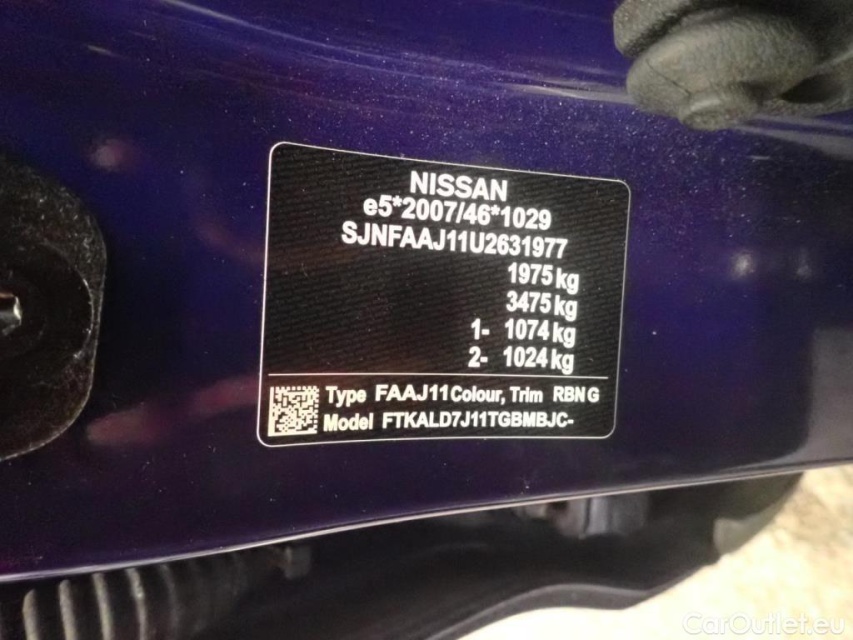 NISSAN
e5*2007/46*1029
SJNFAAJ11U2631977
1975 kg
3475 kg
1- 1074 kg
2- 1024 kg
Type FAAJ11 Colour, Trim RBN G
Model FTKALD7J11TGBMBJC-
CarOutlet.eu